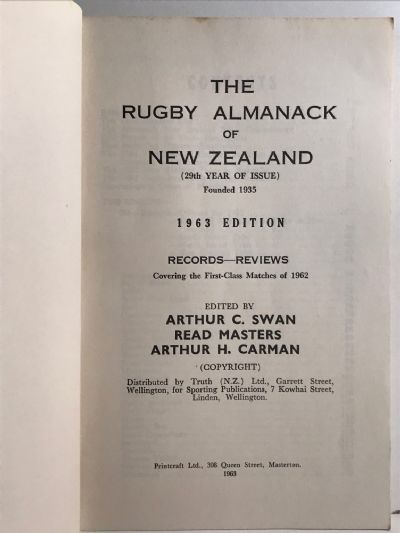 THE
RUGBY ALMANACK
OF
NEW ZEALAND
(29th YEAR OF ISSUE)
Founded 1935
1963 EDITION
RECORDS—REVIEWS
Covering the First-Class Matches of 1962
EDITED BY
ARTHUR C. SWAN
READ MASTERS
ARTHUR H. CARMAN
(COPYRIGHT)
Distributed by Truth (N.Z.) Ltd., Garrett Street,
Wellington, for Sporting Publications, 7 Kowhai Street,
Linden, Wellington.
Printcraft Ltd., 306 Queen Street, Masterton.
1963